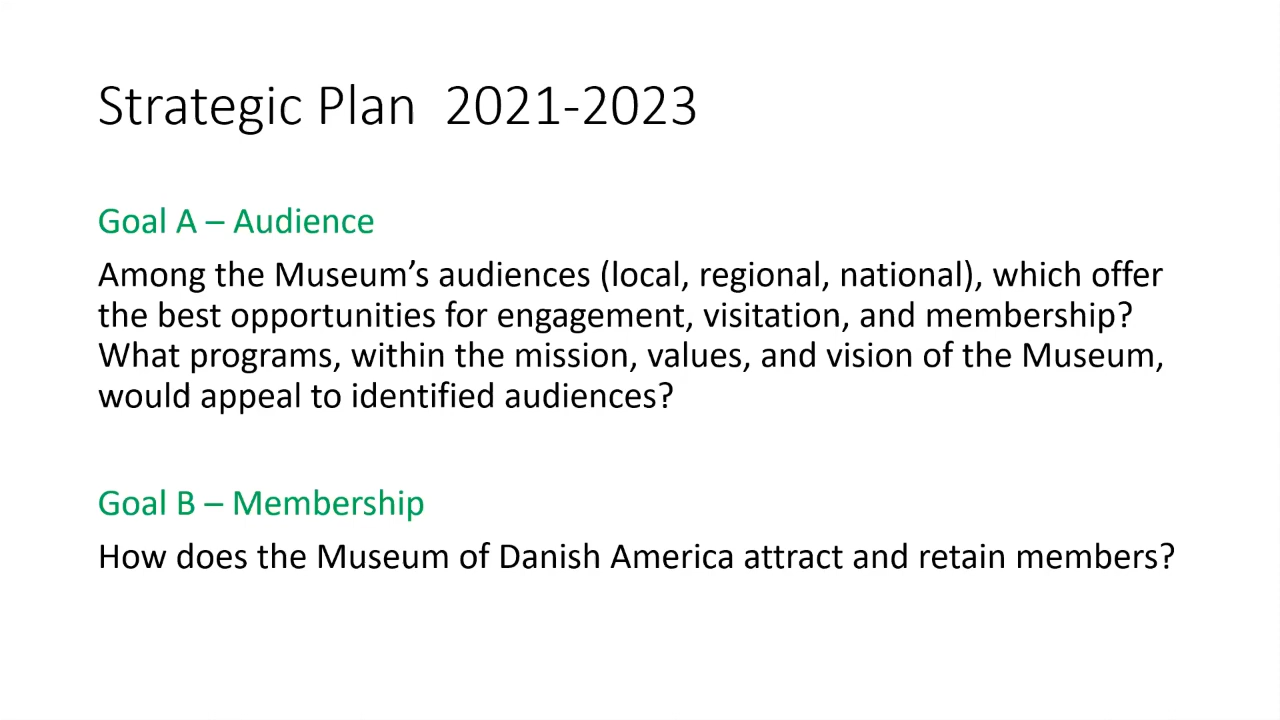 Strategic Plan  2021-2023
Goal A – Audience
Among the Museum’s audiences (local, regional, national), which offer
the best opportunities for engagement, visitation, and membership?
What programs, within the mission, values, and vision of the Museum,
would appeal to identified audiences?
Goal B – Membership
How does the Museum of Danish America attract and retain members?